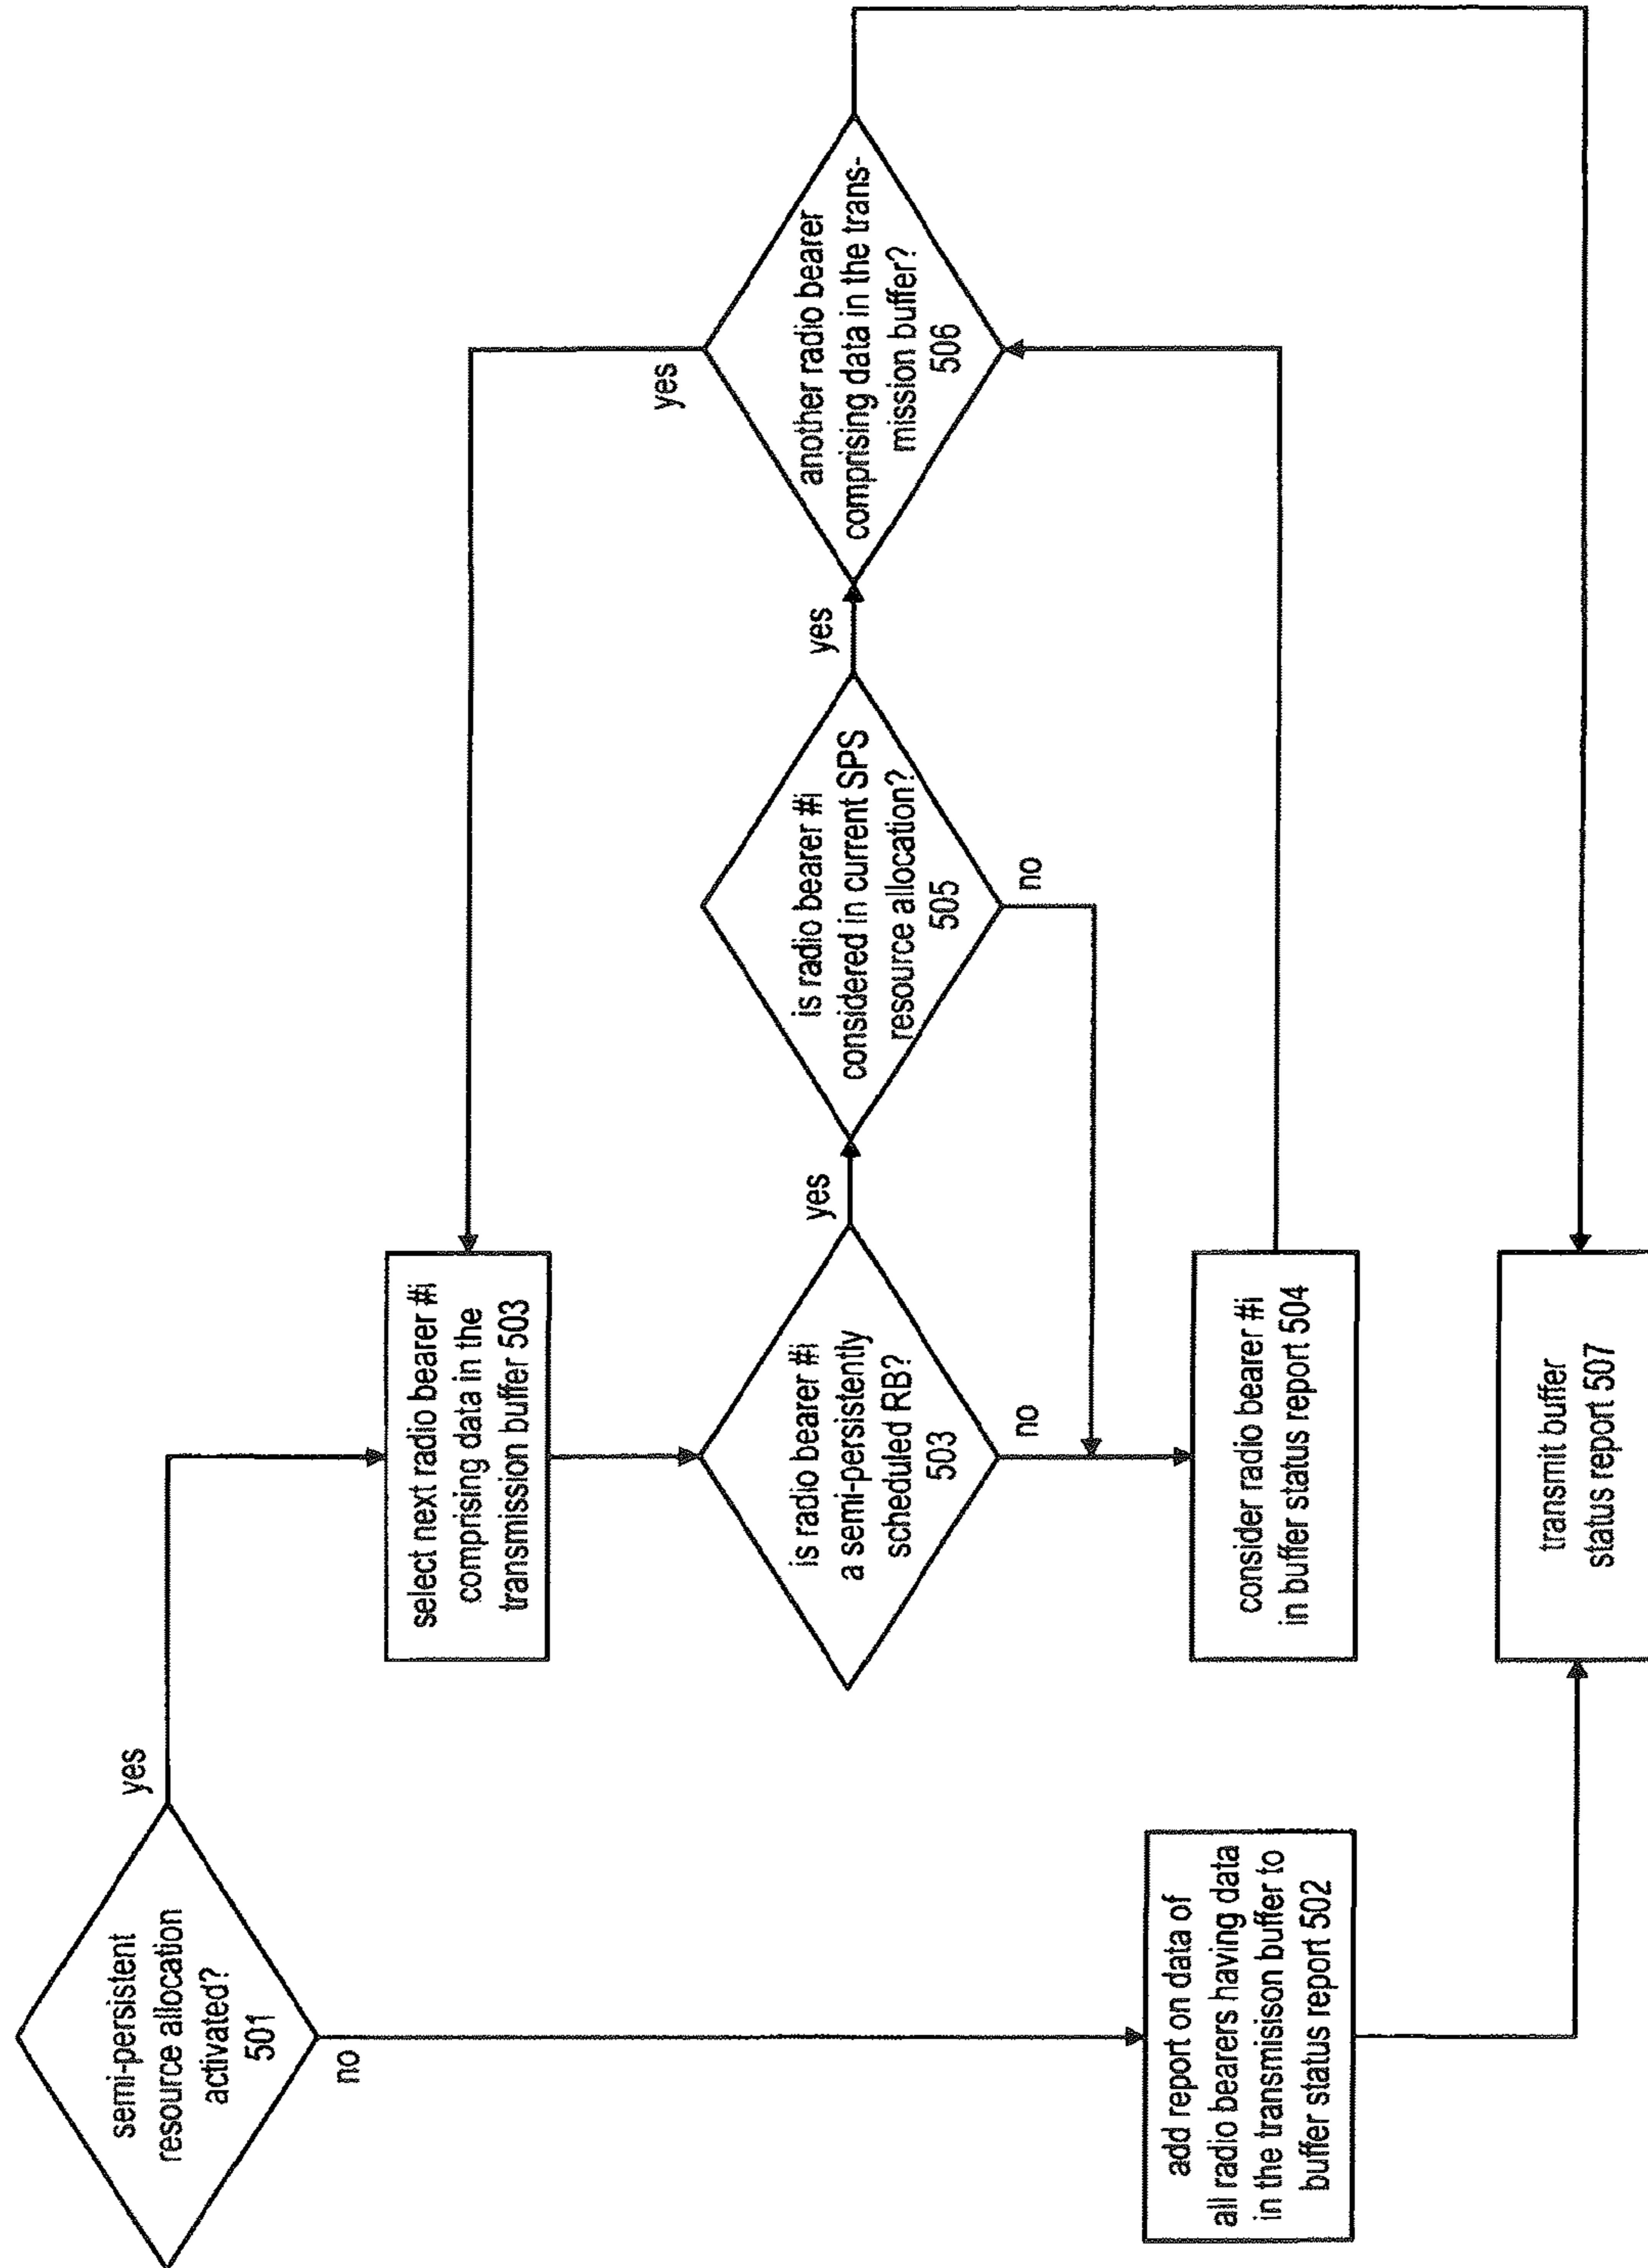 semi-persistent
resource allocation
activated?
501
yes
no
select next radio bearer #i
comprising data in the
transmission buffer 503
is radio bearer #i
a semi-persistently
scheduled RB?
503
yes
no
is radio bearer #i
considered in current SPS
resource allocation?
505
yes
no
another radio bearer
comprising data in the trans-
mission buffer?
506
yes
consider radio bearer #i
in buffer status report 504
add report on data of
all radio bearers having data
in the transmisison buffer to
buffer status report 502
transmit buffer
status report 507